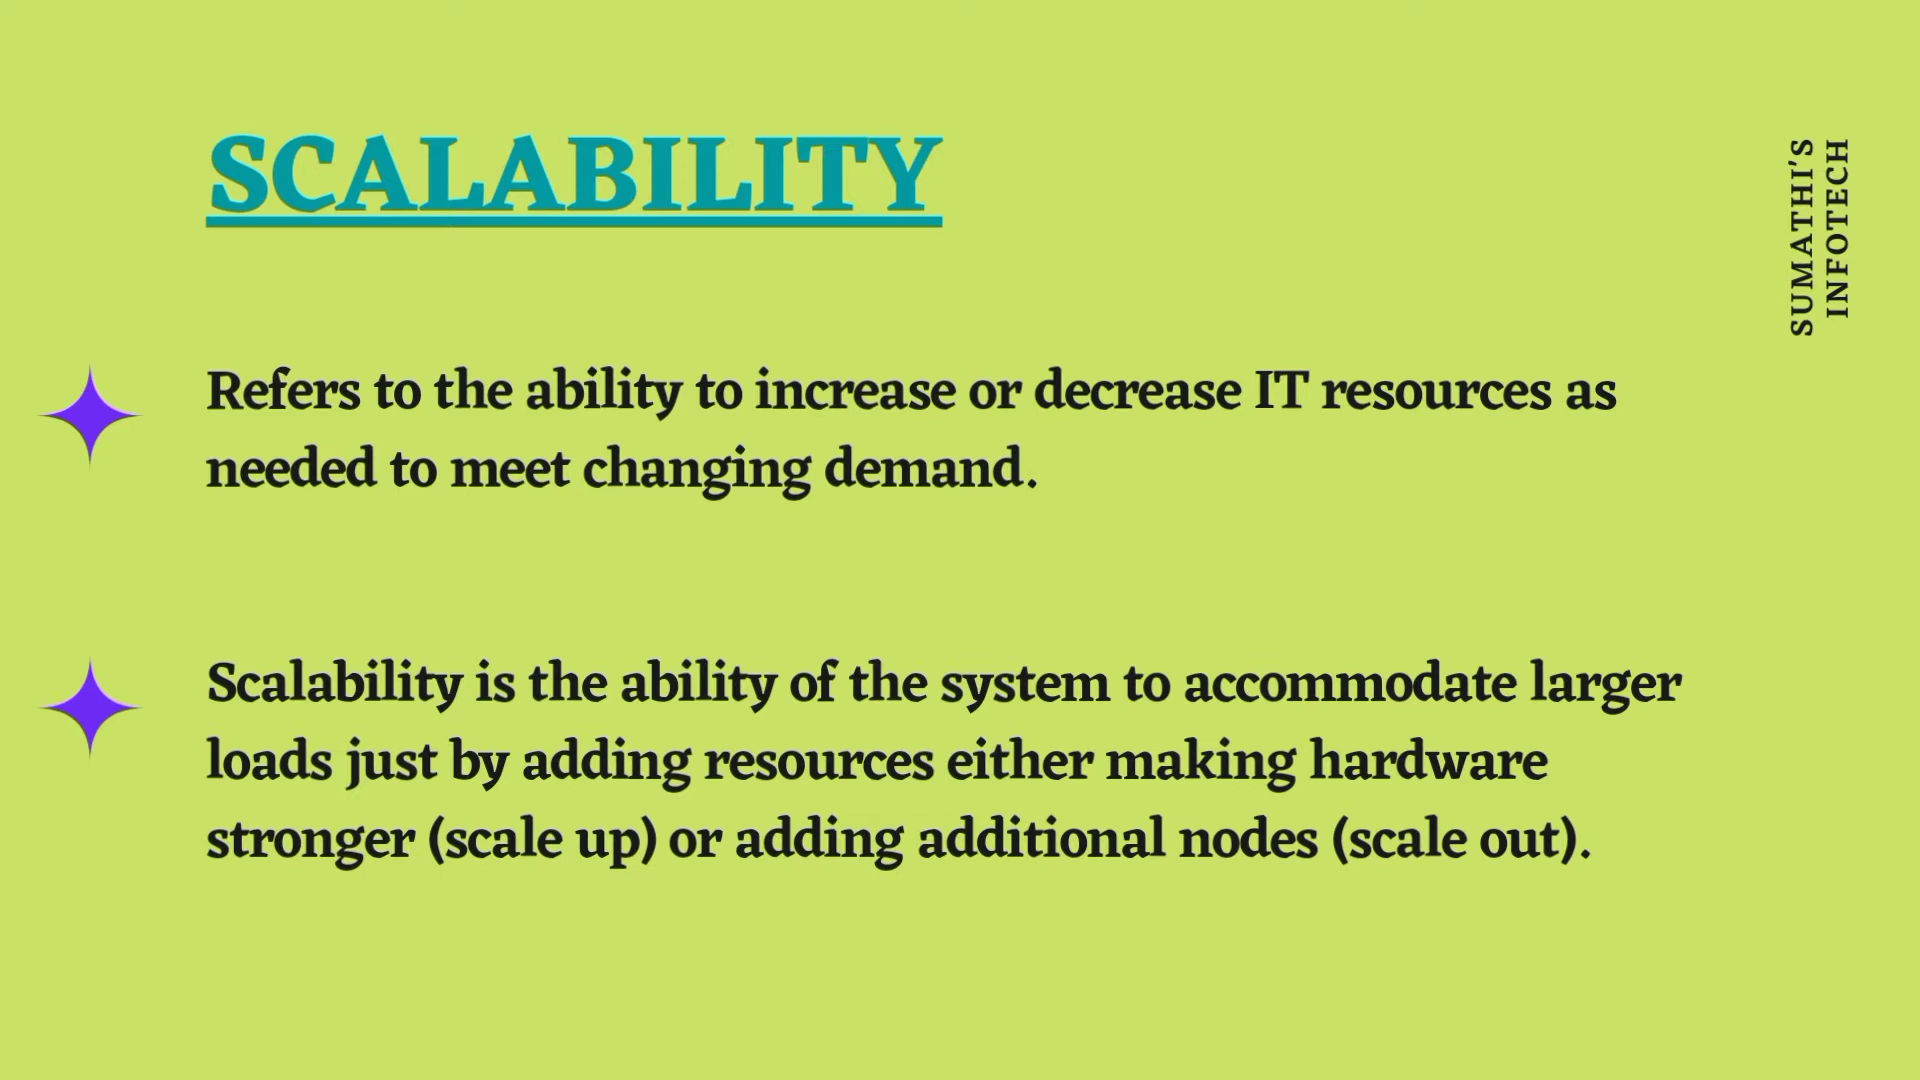 SCALABILITY
SUMATHI'S
INFOTECH
Refers to the ability to increase or decrease IT resources as
needed to meet changing demand.
Scalability is the ability of the system to accommodate larger
loads just by adding resources either making hardware
stronger (scale up) or adding additional nodes (scale out).